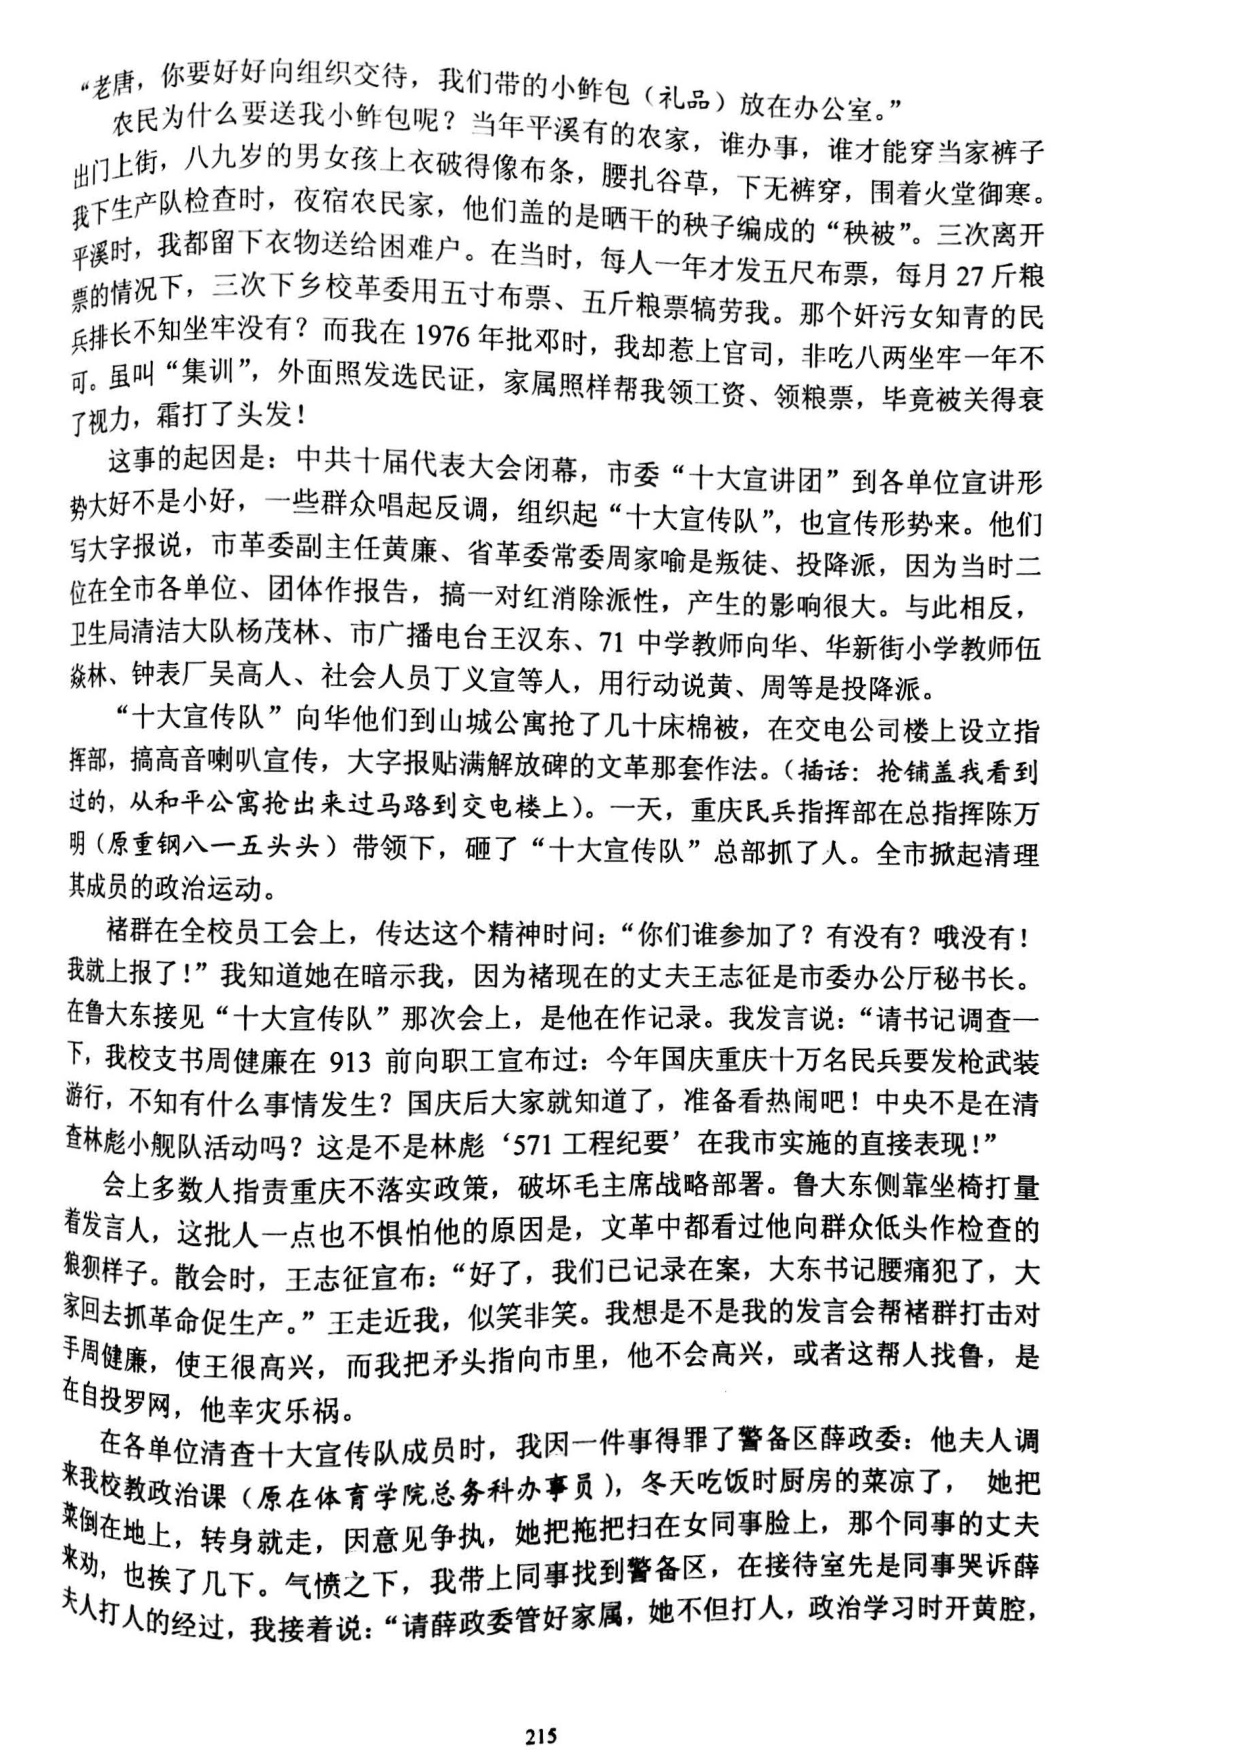 “老唐，你要好好向组织交待，我们带的小鲊包（礼品）放在办公室。”
农民为什么要送我小鲊包呢？当年平溪有的农家，谁办事，谁才能穿当家裤子
出门上街，八九岁的男女孩上衣破得像布条，腰扎谷草，下无裤穿，围着火堂御寒。
我下生产队检查时，夜宿农民家，他们盖的是晒干的秧子编成的“秧被”。三次离开
平溪时，我都留下衣物送给困难户。在当时，每人一年才发五尺布票，每月 27 斤粮
票的情况下，三次下乡校革委用五寸布票、五斤粮票犒劳我。那个奸污女知青的民
兵排长不知坐牢没有？而我在 1976 年批邓时，我却惹上官司，非吃八两坐牢一年不
可。虽叫“集训”，外面照发选民证，家属照样帮我领工资、领粮票，毕竟被关得衰
了视力，霜打了头发！
这事的起因是：中共十届代表大会闭幕，市委“十大宣讲团”到各单位宣讲形
势大好不是小好，一些群众唱起反调，组织起“十大宣传队”，也宣传形势来。他们
写大字报说，市革委副主任黄廉、省革委常委周家喻是叛徒、投降派，因为当时二
位在全市各单位、团体作报告，搞一对红消除派性，产生的影响很大。与此相反，
卫生局清洁大队杨茂林、市广播电台王汉东、71 中学教师向华、华新街小学教师伍
焱林、钟表厂吴高人、社会人员丁义宣等人，用行动说黄、周等是投降派。
“十大宣传队”向华他们到山城公寓抢了几十床棉被，在交电公司楼上设立指
挥部，搞高音喇叭宣传，大字报贴满解放碑的文革那套作法。（插话：抢铺盖我看到
过的，从和平公寓抢出来过马路到交电楼上）。一天，重庆民兵指挥部在总指挥陈万
明（原重钢八一五头头）带领下，砸了“十大宣传队”总部抓了人。全市掀起清理
其成员的政治运动。
褚群在全校员工会上，传达这个精神时问：“你们谁参加了？有没有？哦没有！
我就上报了！”我知道她在暗示我，因为褚现在的丈夫王志征是市委办公厅秘书长。
在鲁大东接见“十大宣传队”那次会上，是他在作记录。我发言说：“请书记调查一
下，我校支书周健廉在 913 前向职工宣布过：今年国庆重庆十万名民兵要发枪武装
游行，不知有什么事情发生？国庆后大家就知道了，准备看热闹吧！中央不是在清
查林彪小舰队活动吗？这是不是林彪‘571 工程纪要’在我市实施的直接表现！”
会上多数人指责重庆不落实政策，破坏毛主席战略部署。鲁大东侧靠坐椅打量
着发言人，这批人一点也不惧怕他的原因是，文革中都看过他向群众低头作检查的
狼狈样子。散会时，王志征宣布：“好了，我们已记录在案，大东书记腰痛犯了，大
家回去抓革命促生产。”王走近我，似笑非笑。我想是不是我的发言会帮褚群打击对
手周健廉，使王很高兴，而我把矛头指向市里，他不会高兴，或者这帮人找鲁，是
在自投罗网，他幸灾乐祸。
在各单位清查十大宣传队成员时，我因一件事得罪了警备区薛政委：他夫人调
来我校教政治课（原在体育学院总务科办事员），冬天吃饭时厨房的菜凉了， 她把
菜倒在地上，转身就走，因意见争执，她把拖把扫在女同事脸上，那个同事的丈夫
来劝，也挨了几下。气愤之下，我带上同事找到警备区，在接待室先是同事哭诉薛
夫人打人的经过，我接着说：“请薛政委管好家属，她不但打人，政治学习时开黄腔，
215